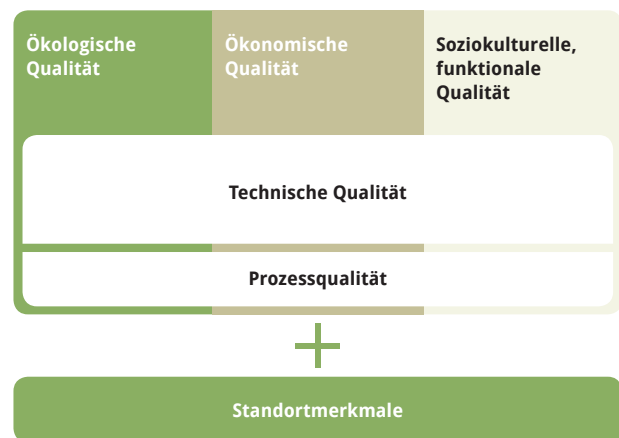 Ökologische
Qualität
Ökonomische
Qualität
Soziokulturelle,
funktionale
Qualität
Technische Qualität
Prozessqualität
Standortmerkmale